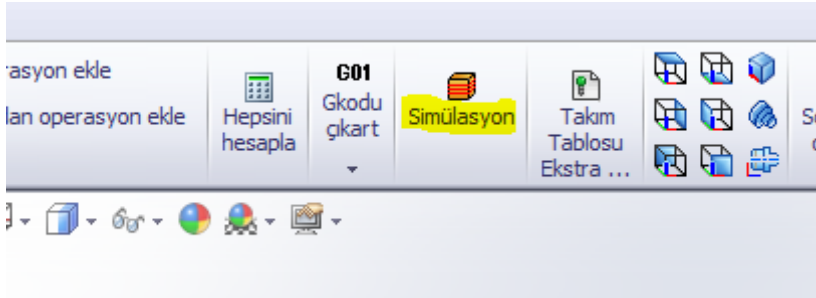 rasyon ekle
lan operasyon ekle
Hepsini
hesapla
G01
Gkodu
çıkart
Simülasyon
Takım
Tablosu
Ekstra ...